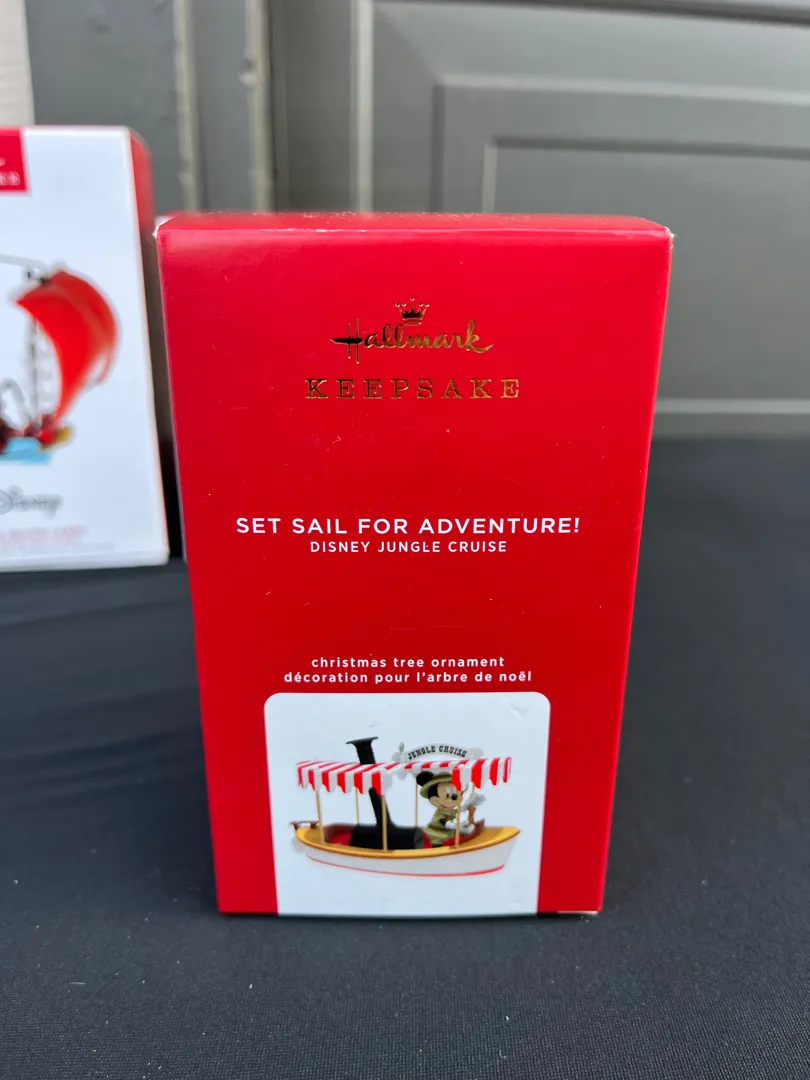 Hallmark
KEEPSAKE
SET SAIL FOR ADVENTURE!
DISNEY JUNGLE CRUISE
christmas tree ornament
décoration pour l'arbre de noël
JUNGLE CRUISE
Disney